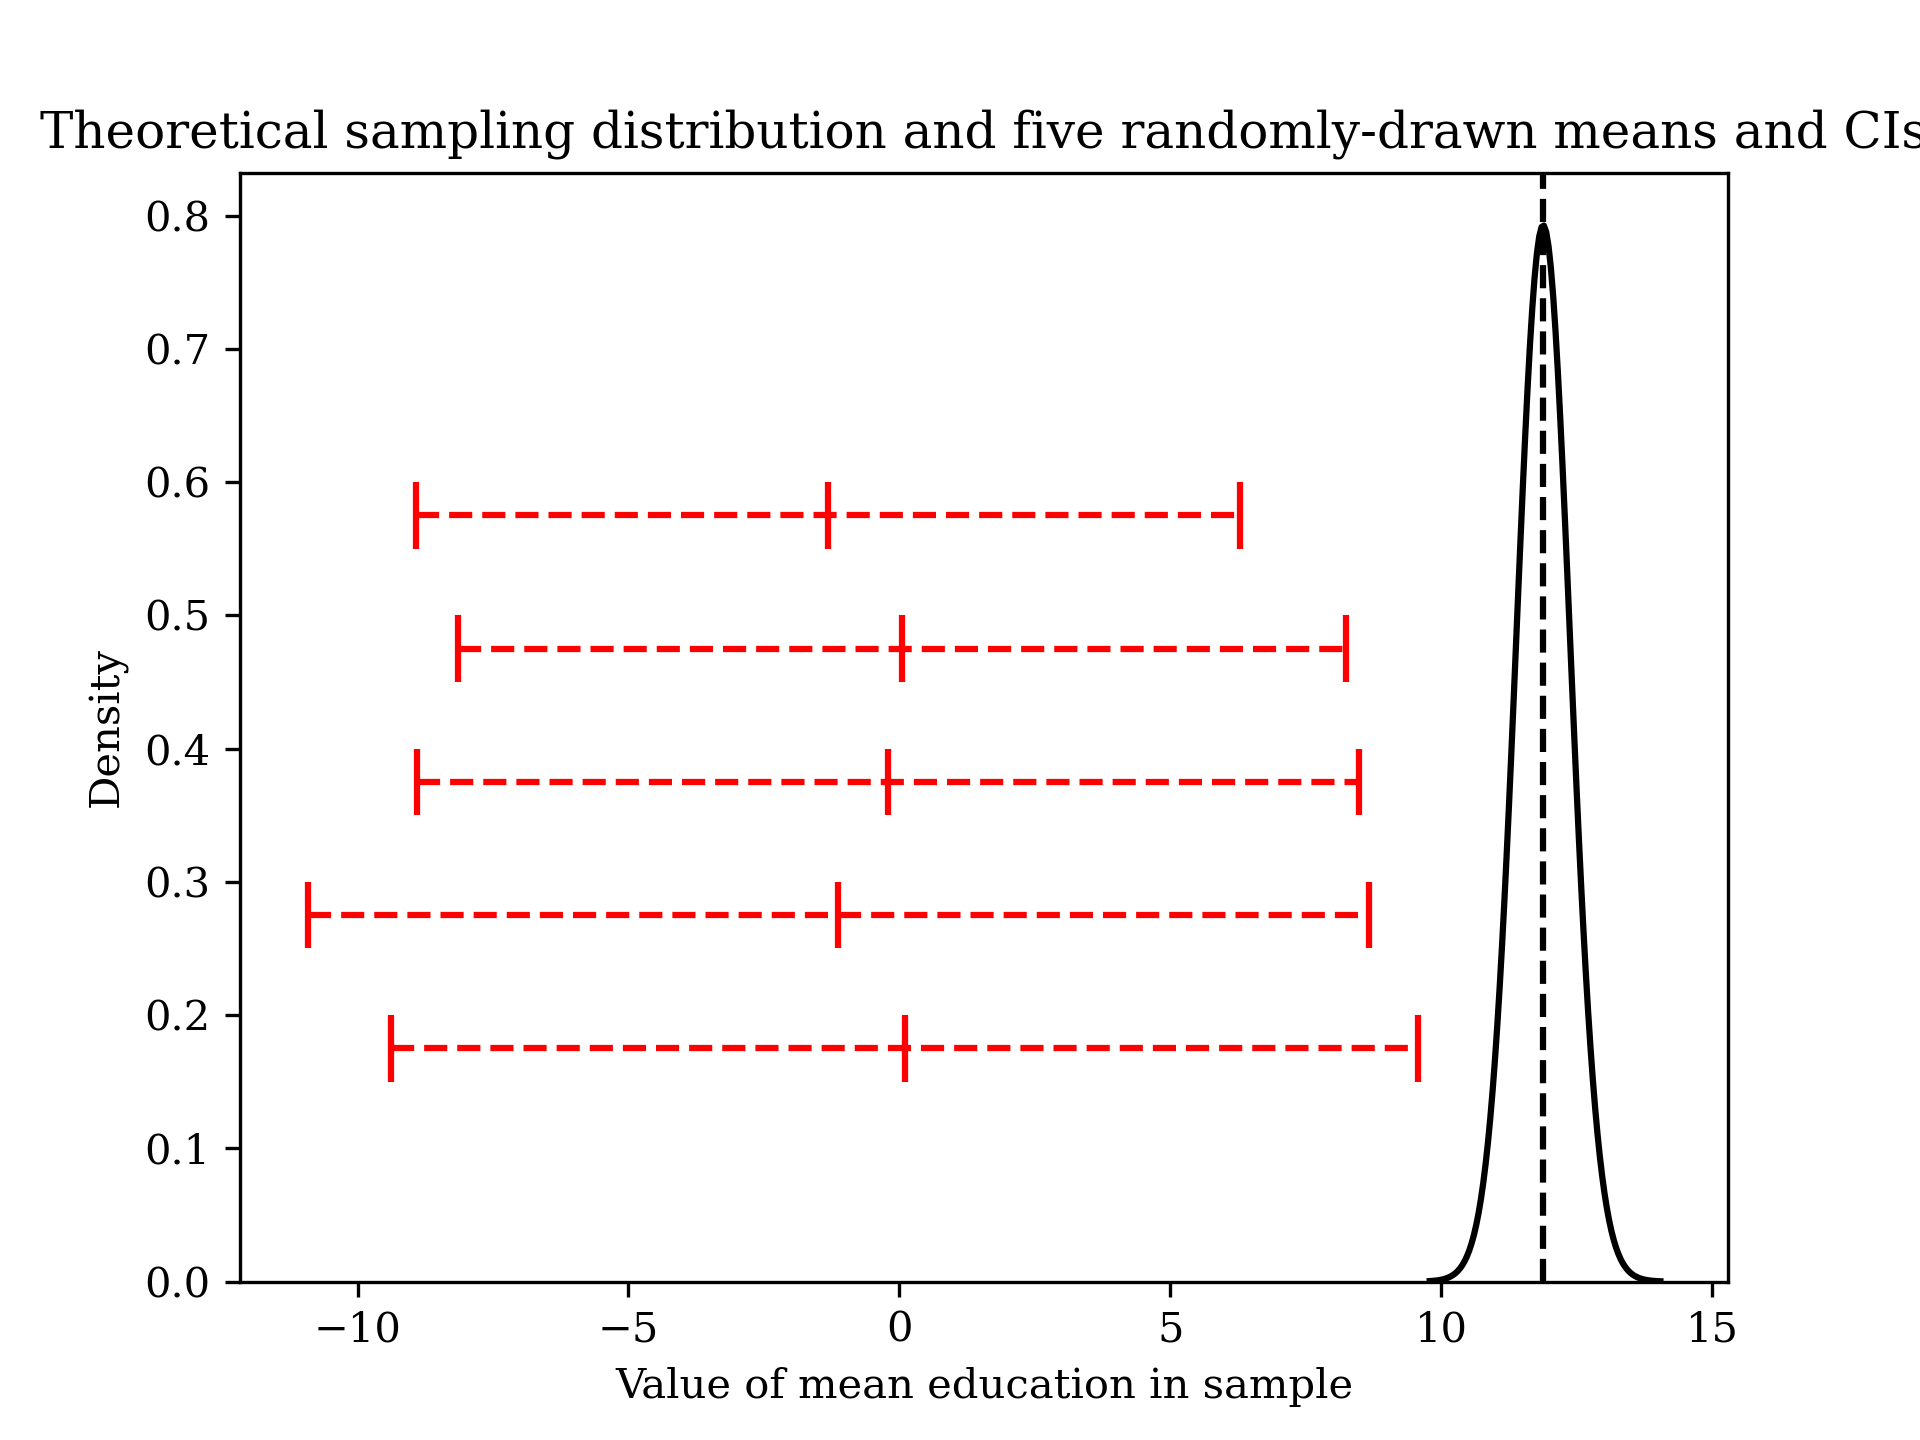 Theoretical sampling distribution and five randomly-drawn means and CIs
0.8
0.7
0.6
0.5
0.4
0.3
0.2
0.1
0.0
Density
−10 −5 0 5 10 15
Value of mean education in sample